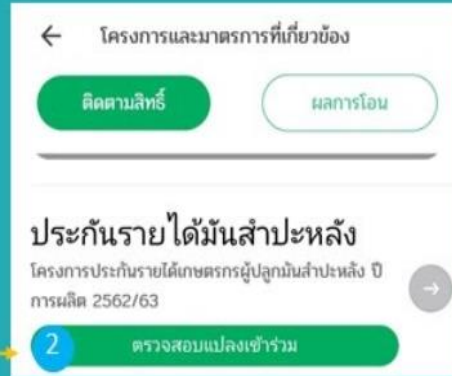 โครงการและมาตรการที่เกี่ยวข้อง
ติดตามสิทธิ์
ผลการโอน
ประกันรายได้มันสำปะหลัง
โครงการประกันรายได้เกษตรกรผู้ปลูกมันสำปะหลัง ปี
การผลิต 2562/63
2 ตรวจสอบแปลงเข้าร่วม